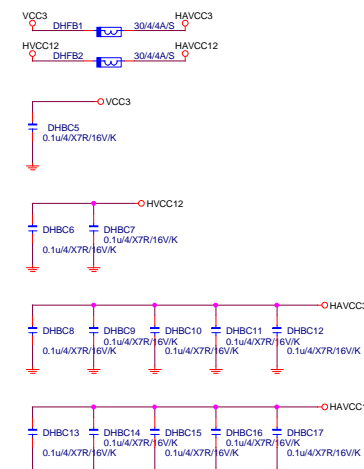 VCC3 HAVCC3
DHFB1 30/4/4A/S
HVCC12 HAVCC12
DHFB2 30/4/4A/S
VCC3
DHBC5
0.1u/4/X7R/16V/K
HVCC12
DHBC6 DHBC7
0.1u/4/X7R/16V/K 0.1u/4/X7R/16V/K
HAVCC3
DHBC8 DHBC9 DHBC10 DHBC11 DHBC12
0.1u/4/X7R/16V/K 0.1u/4/X7R/16V/K 0.1u/4/X7R/16V/K 0.1u/4/X7R/16V/K 0.1u/4/X7R/16V/K
HAVCC1
DHBC13 DHBC14 DHBC15 DHBC16 DHBC17
0.1u/4/X7R/16V/K 0.1u/4/X7R/16V/K 0.1u/4/X7R/16V/K 0.1u/4/X7R/16V/K 0.1u/4/X7R/16V/K